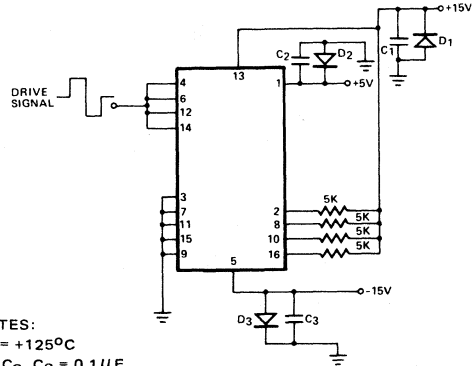 +15V
C1
D1
C2
D2
13
+5V
1
DRIVE
SIGNAL
4
6
12
14
3
7
11
15
9
2
8
10
16
5K
5K
5K
5K
5
-15V
D3
C3
TES:
= +125°C